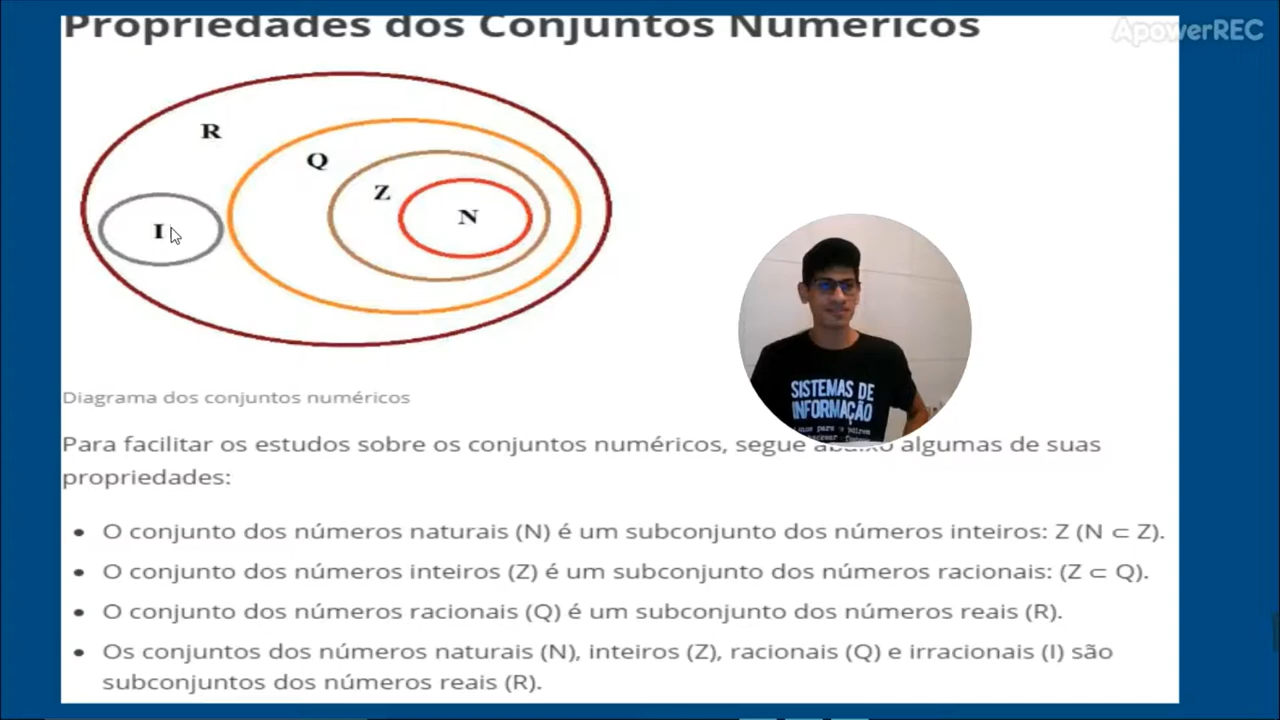 Propriedades dos Conjuntos Numéricos
ApowerREC
R
Q
Z
N
I
Diagrama dos conjuntos numéricos
SISTEMAS DE
INFORMAÇÃO
Para facilitar os estudos sobre os conjuntos numéricos, segue abaixo algumas de suas
propriedades:
• O conjunto dos números naturais (N) é um subconjunto dos números inteiros: Z (N ⊂ Z).
• O conjunto dos números inteiros (Z) é um subconjunto dos números racionais: (Z ⊂ Q).
• O conjunto dos números racionais (Q) é um subconjunto dos números reais (R).
• Os conjuntos dos números naturais (N), inteiros (Z), racionais (Q) e irracionais (I) são
subconjuntos dos números reais (R).